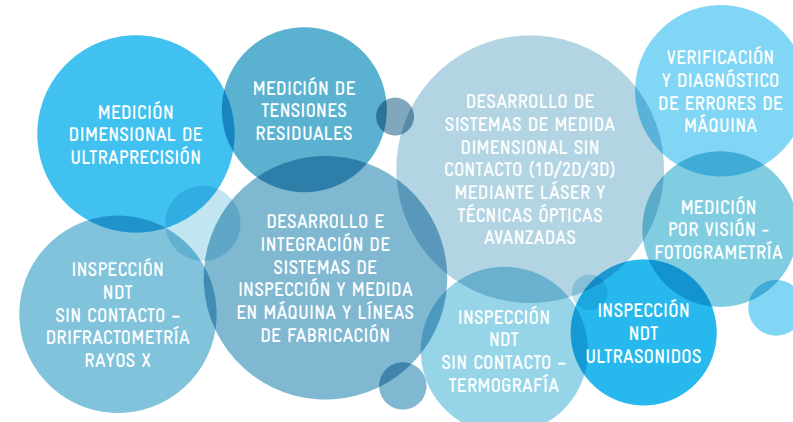 MEDICIÓN
DIMENSIONAL DE
ULTRAPRECISIÓN
MEDICIÓN DE
TENSIONES
RESIDUALES
DESARROLLO DE
SISTEMAS DE MEDIDA
DIMENSIONAL SIN
CONTACTO (1D/2D/3D)
MEDIANTE LÁSER Y
TÉCNICAS ÓPTICAS
AVANZADAS
VERIFICACIÓN
Y DIAGNÓSTICO
DE ERRORES DE
MÁQUINA
MEDICIÓN
POR VISIÓN -
FOTOGRAMETRÍA
INSPECCIÓN
NDT
SIN CONTACTO –
DRIFRACTOMETRÍA
RAYOS X
DESARROLLO E
INTEGRACIÓN DE
SISTEMAS DE
INSPECCIÓN Y MEDIDA
EN MÁQUINA Y LÍNEAS
DE FABRICACIÓN
INSPECCIÓN
NDT
SIN CONTACTO –
TERMOGRAFÍA
INSPECCIÓN
NDT
ULTRASONIDOS